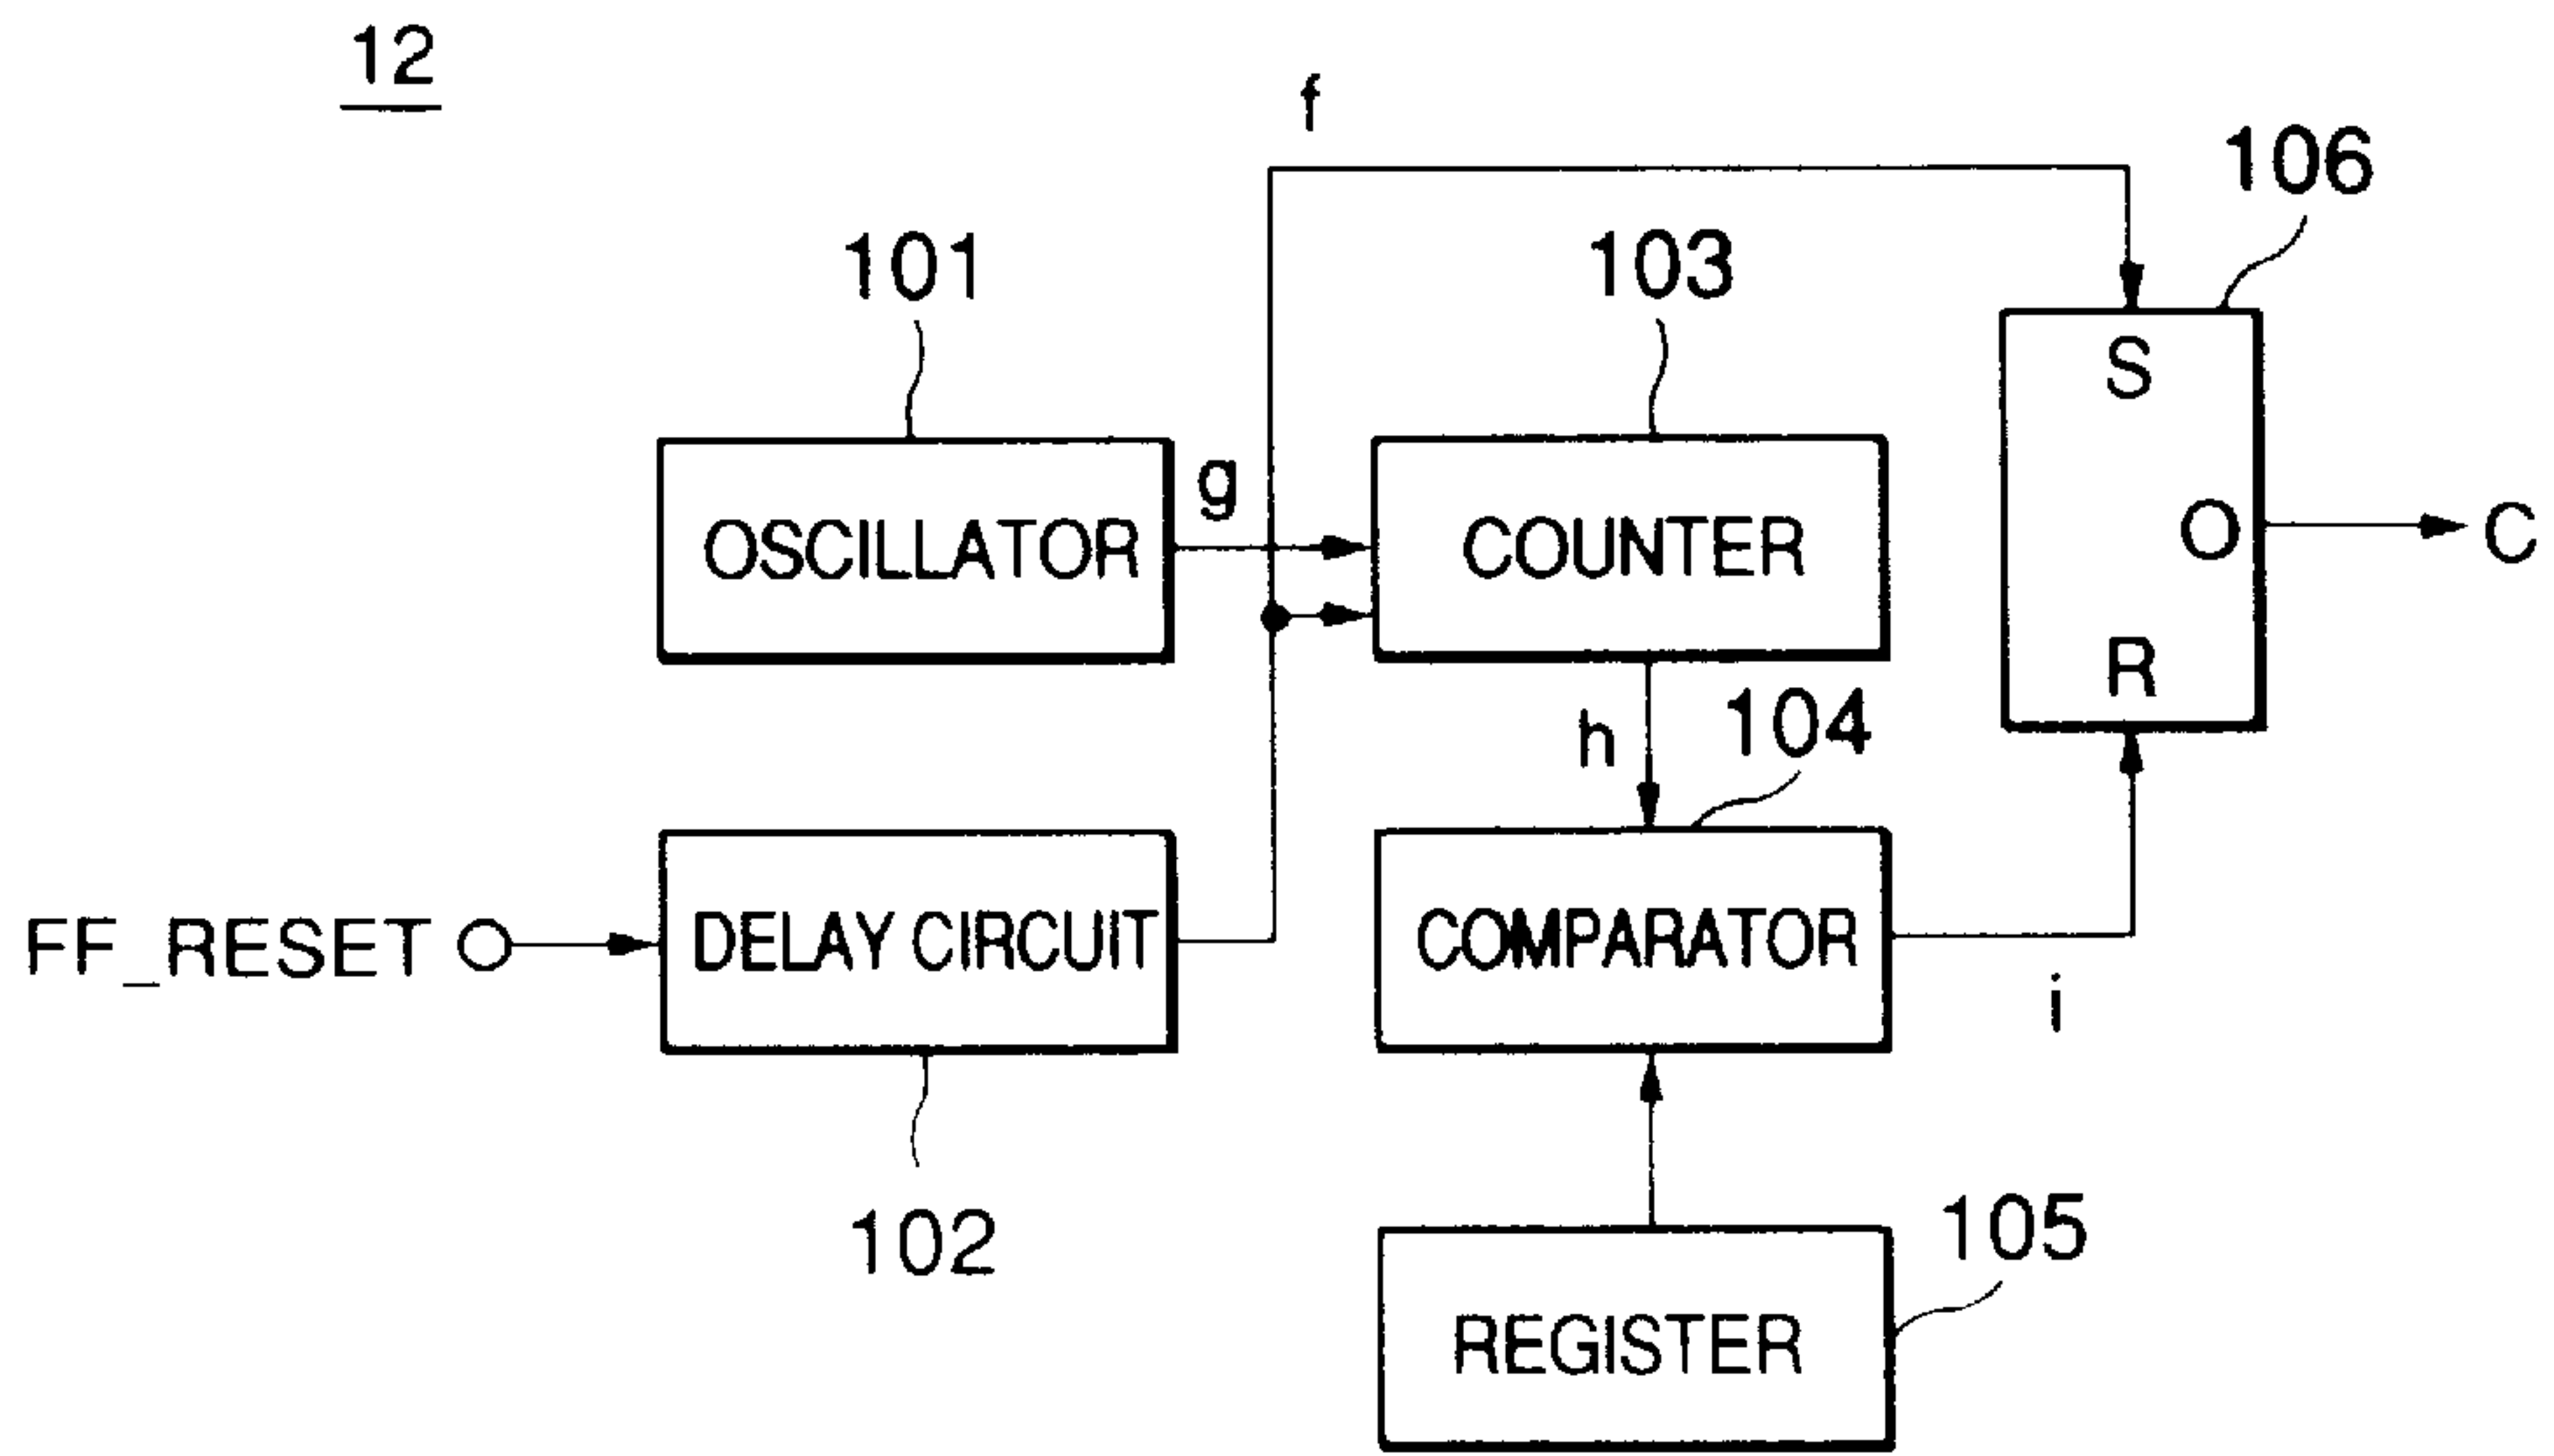 12
f
106
101
103
S
g
OSCILLATOR
COUNTER
O
C
R
h
104
FF_RESET
DELAY CIRCUIT
COMPARATOR
i
102
105
REGISTER